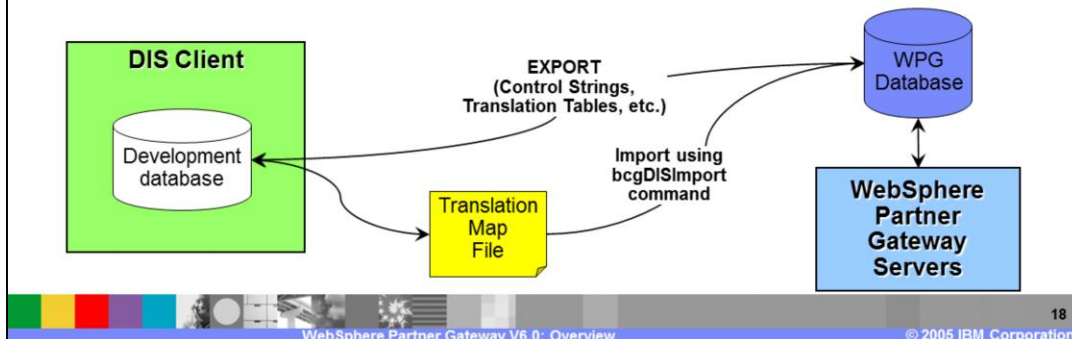 DIS Client
Development
database
EXPORT
(Control Strings,
Translation Tables, etc.)
WPG
Database
Import using
bcgDISImport
command
Translation
Map
File
WebSphere
Partner
Gateway
Servers
18
WebSphere Partner Gateway V6.0: Overview
© 2005 IBM Corporation